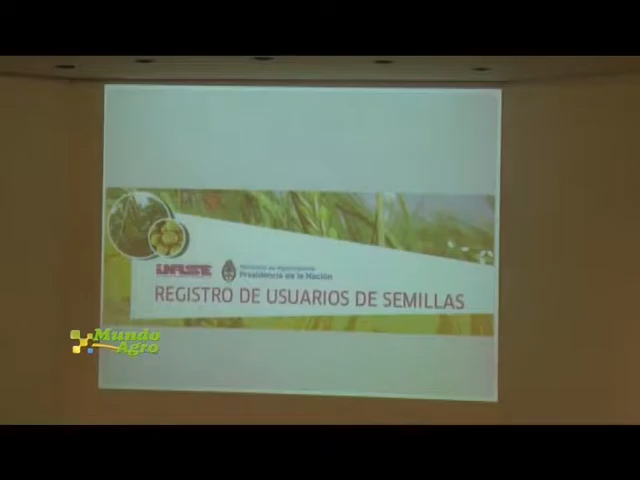 INASE
Presidencia de la Nación
REGISTRO DE USUARIOS DE SEMILLAS
Mundo
Agro